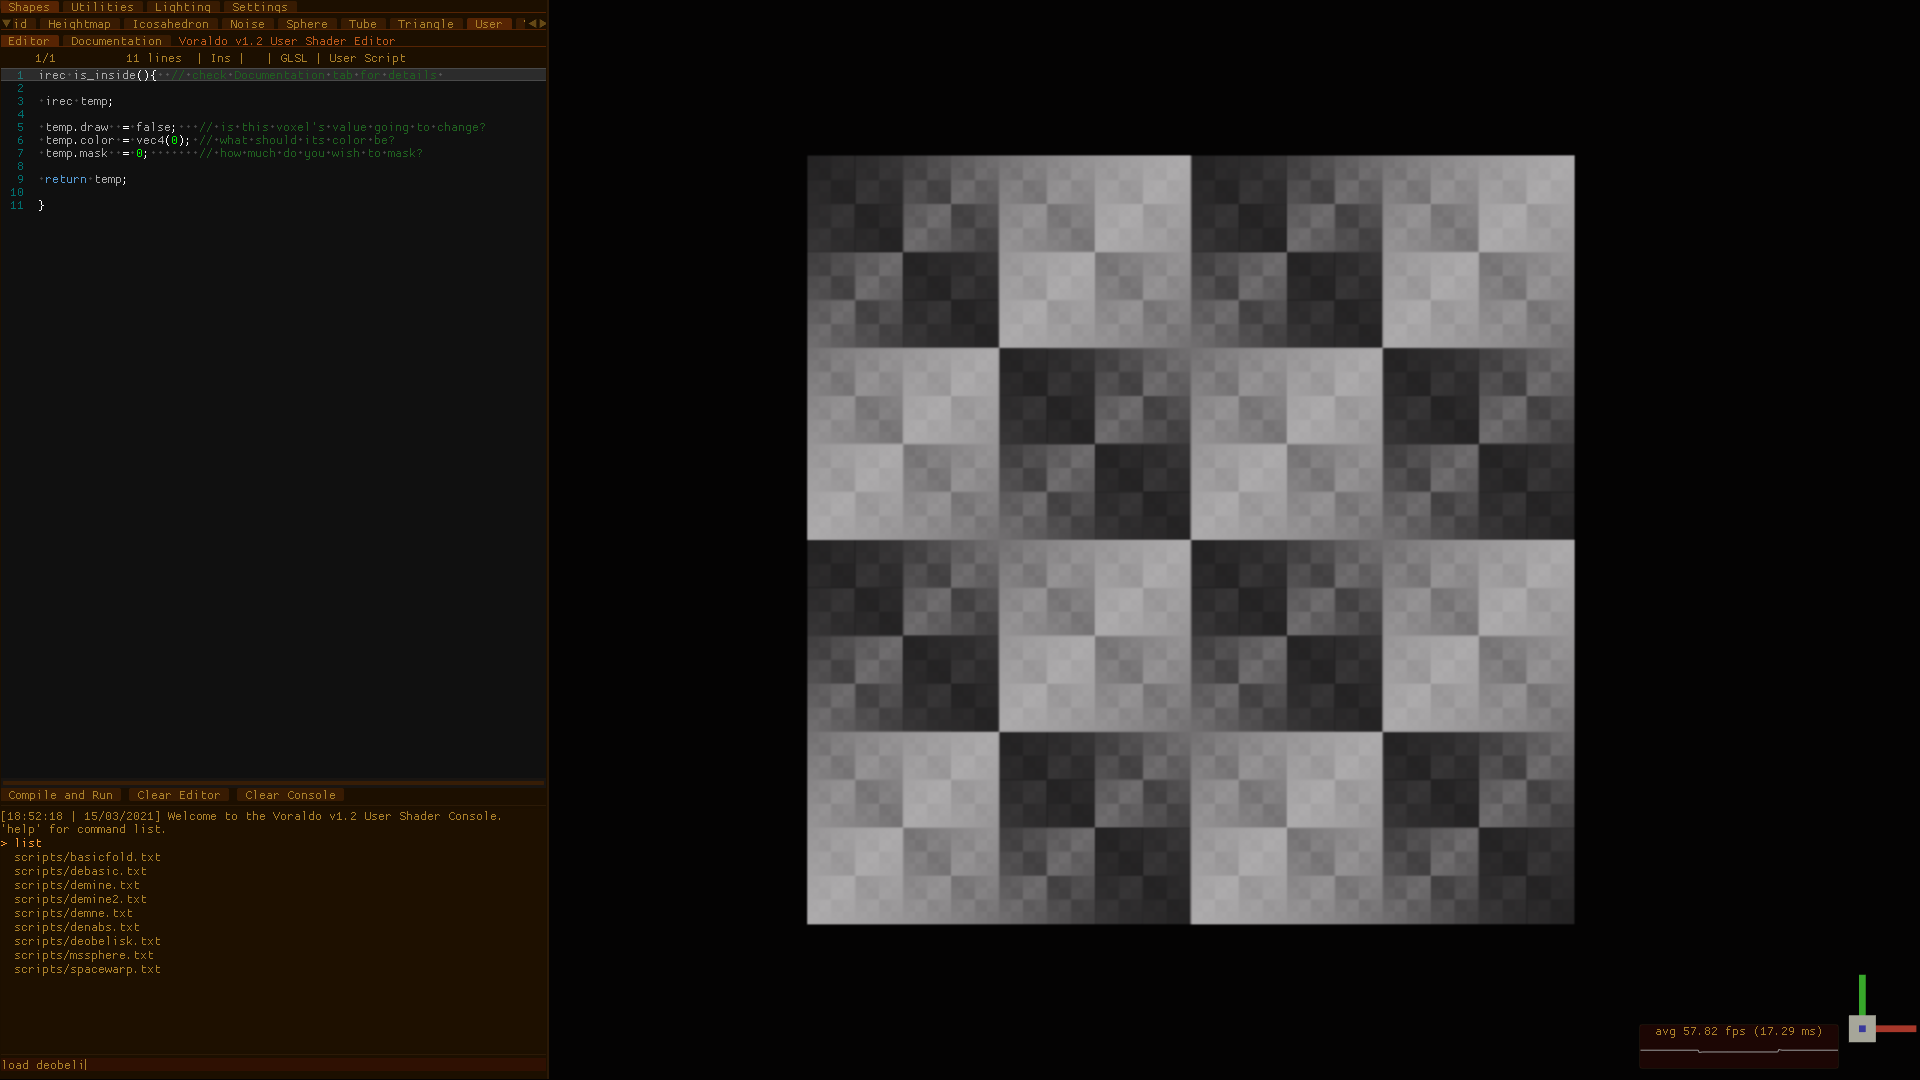 Shapes Utilities Lighting Settings
id Heightmap Icosahedron Noise Sphere Tube Triangle User
Editor Documentation Voraldo v1.2 User Shader Editor
1/1 11 lines | Ins | | GLSL | User Script
1 irec is_inside(){ // check Documentation tab for details
2
3 irec temp;
4
5 temp.draw = false; // is this voxel's value going to change?
6 temp.color = vec4(0); // what should its color be?
7 temp.mask = 0; // how much do you wish to mask?
8
9 return temp;
10
11 }
Compile and Run Clear Editor Clear Console
[18:52:18 | 15/03/2021] Welcome to the Voraldo v1.2 User Shader Console.
'help' for command list.
> list
scripts/basicfold.txt
scripts/debasic.txt
scripts/demine.txt
scripts/demine2.txt
scripts/demne.txt
scripts/denabs.txt
scripts/deobelisk.txt
scripts/mssphere.txt
scripts/spacewarp.txt
avg 57.82 fps (17.29 ms)
load deobeli